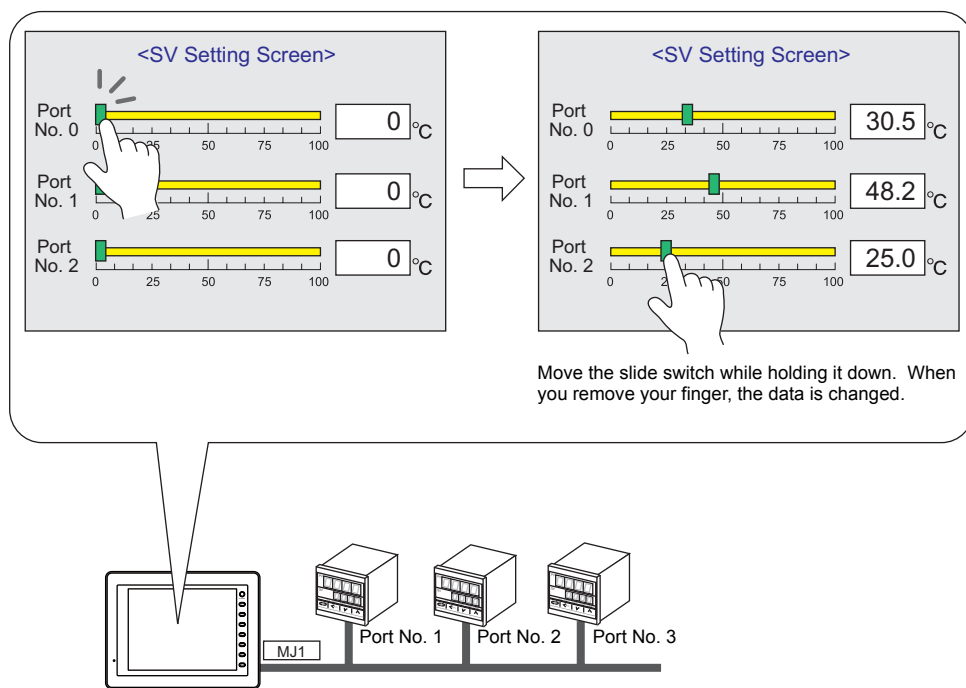 <SV Setting Screen>
Port
No. 0
0 25 50 75 100
0 °C
Port
No. 1
0 25 50 75 100
0 °C
Port
No. 2
0 25 50 75 100
0 °C
<SV Setting Screen>
Port
No. 0
0 25 50 75 100
30.5 °C
Port
No. 1
0 25 50 75 100
48.2 °C
Port
No. 2
0 2 50 75 100
25.0 °C
Move the slide switch while holding it down. When
you remove your finger, the data is changed.
MJ1
Port No. 1
Port No. 2
Port No. 3